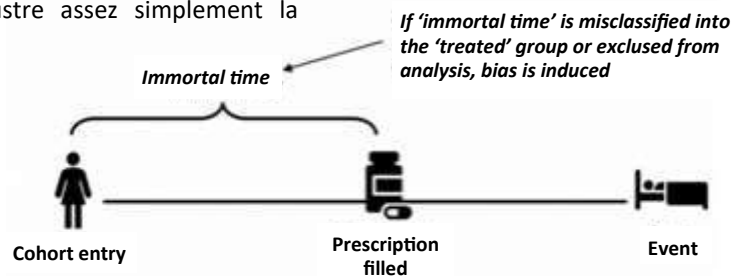 ustre assez simplement la
If ‘immortal time’ is misclassified into
the ‘treated’ group or exclused from
analysis, bias is induced
Immortal time
Cohort entry
Prescription
filled
Event